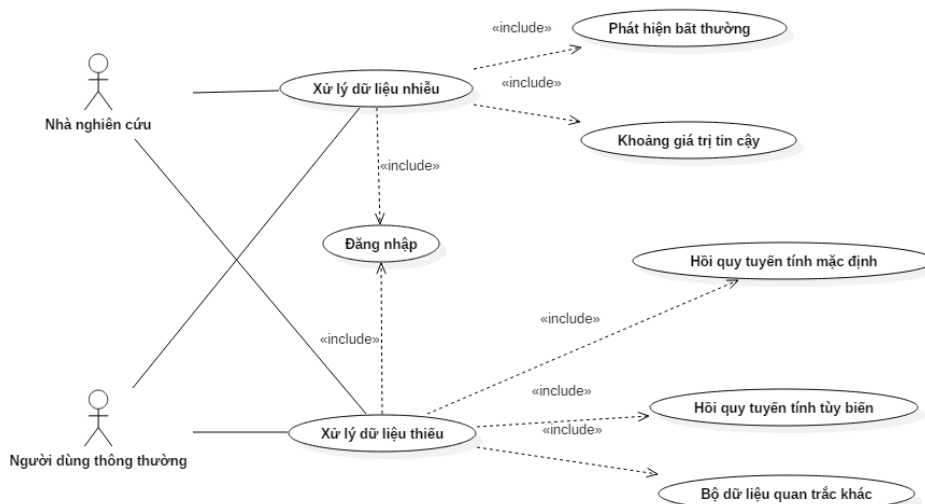 «include»
Phát hiện bất thường
«include»
Xử lý dữ liệu nhiễu
Nhà nghiên cứu
Khoảng giá trị tin cậy
«include»
Đăng nhập
Hồi quy tuyến tính mặc định
«include»
«include»
«include»
Hồi quy tuyến tính tùy biến
«include»
Xử lý dữ liệu thiếu
Người dùng thông thường
Bộ dữ liệu quan trắc khác